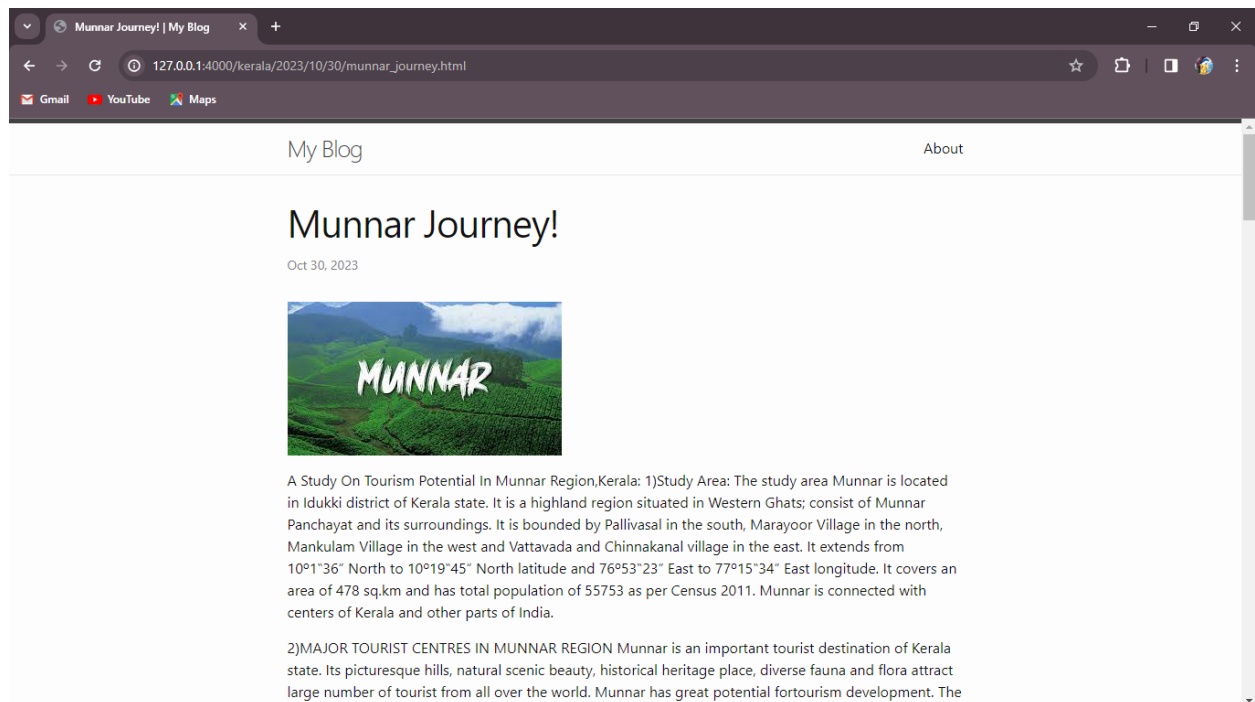 Munnar Journey! | My Blog
127.0.0.1:4000/kerala/2023/10/30/munnar_journey.html
Gmail YouTube Maps
My Blog About
Munnar Journey!
Oct 30, 2023
MUNNAR
A Study On Tourism Potential In Munnar Region,Kerala: 1)Study Area: The study area Munnar is located
in Idukki district of Kerala state. It is a highland region situated in Western Ghats; consist of Munnar
Panchayat and its surroundings. It is bounded by Pallivasal in the south, Marayoor Village in the north,
Mankulam Village in the west and Vattavada and Chinnakanal village in the east. It extends from
10º1‟36″ North to 10º19‟45″ North latitude and 76º53‟23″ East to 77º15‟34″ East longitude. It covers an
area of 478 sq.km and has total population of 55753 as per Census 2011. Munnar is connected with
centers of Kerala and other parts of India.
2)MAJOR TOURIST CENTRES IN MUNNAR REGION Munnar is an important tourist destination of Kerala
state. Its picturesque hills, natural scenic beauty, historical heritage place, diverse fauna and flora attract
large number of tourist from all over the world. Munnar has great potential fortourism development. The